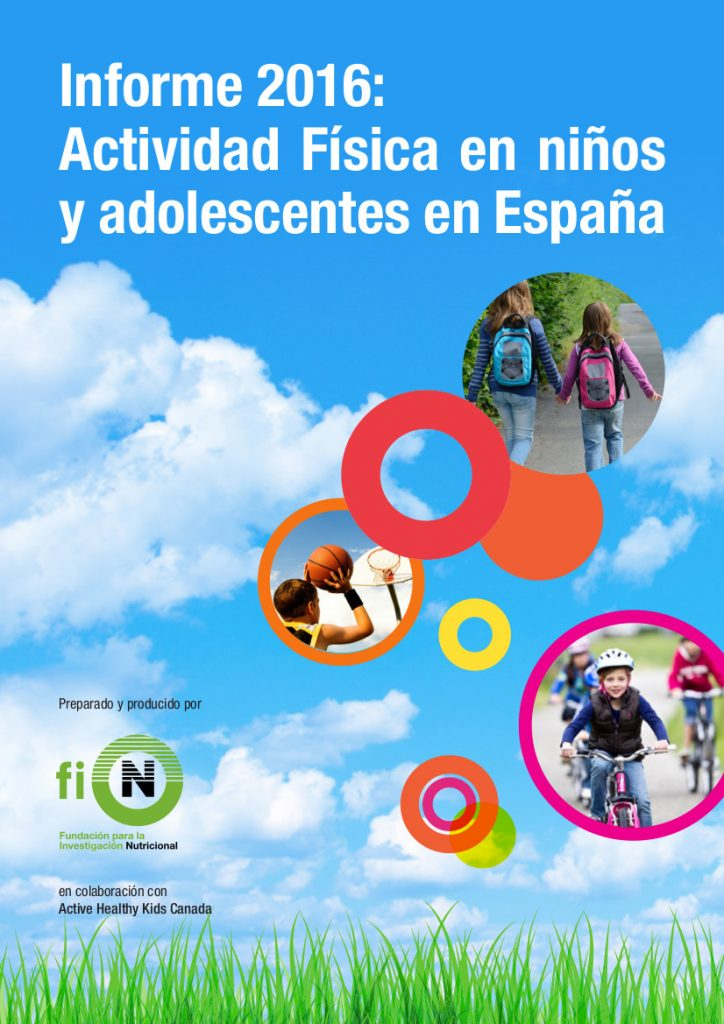 Informe 2016:
Actividad Física en niños
y adolescentes en España
Preparado y producido por
fi N
Fundación para la
Investigación Nutricional
en colaboración con
Active Healthy Kids Canada